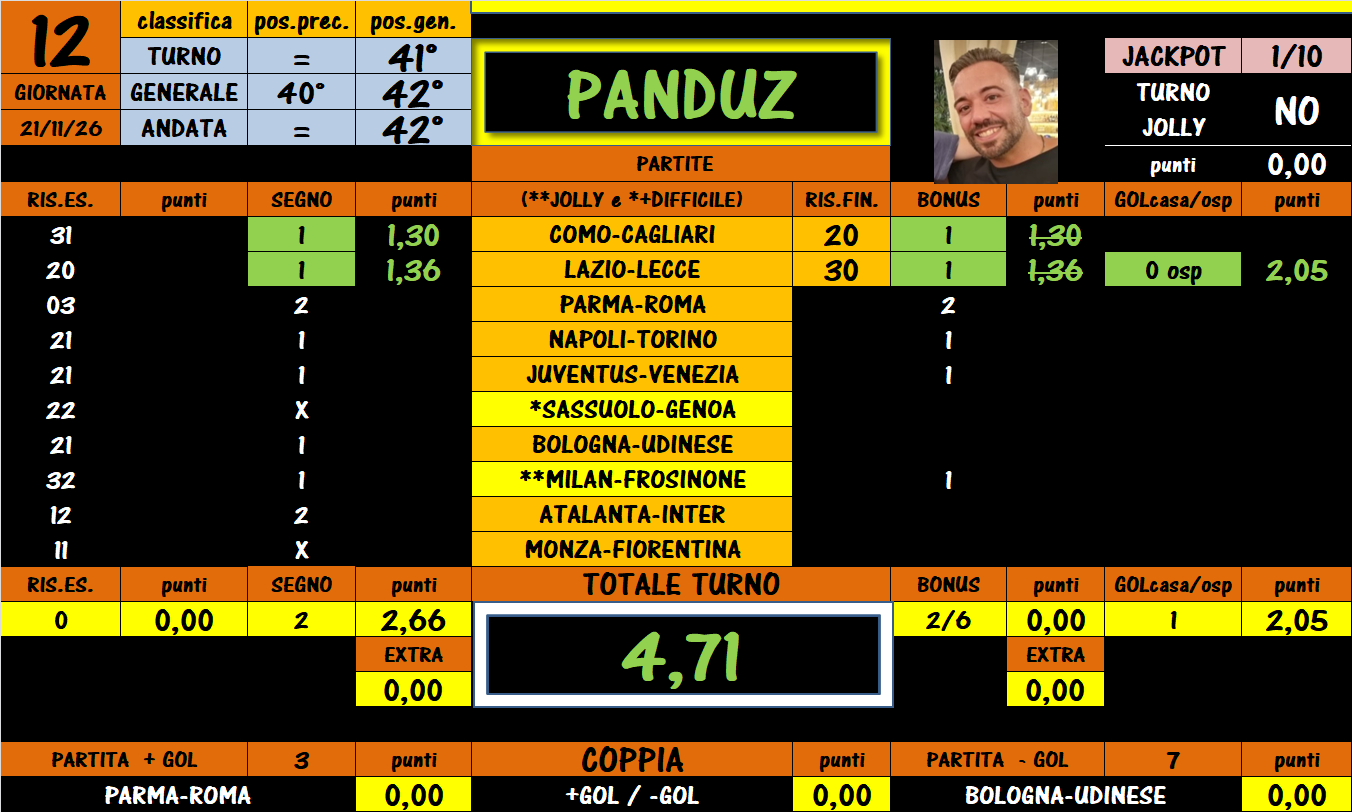 12 classifica pos.prec. pos.gen.
TURNO = 41°
GIORNATA GENERALE 40° 42°
21/11/26 ANDATA = 42°
PANDUZ
JACKPOT 1/10
TURNO JOLLY NO
punti 0,00
PARTITE
RIS.ES. punti SEGNO punti (**JOLLY e *+DIFFICILE) RIS.FIN. BONUS punti GOLcasa/osp punti
31 1 1,30 COMO-CAGLIARI 20 1 1,30
20 1 1,36 LAZIO-LECCE 30 1 1,36 0 osp 2,05
03 2 PARMA-ROMA 2
21 1 NAPOLI-TORINO 1
21 1 JUVENTUS-VENEZIA 1
22 X *SASSUOLO-GENOA
21 1 BOLOGNA-UDINESE
32 1 **MILAN-FROSINONE 1
12 2 ATALANTA-INTER
11 X MONZA-FIORENTINA
RIS.ES. punti SEGNO punti TOTALE TURNO BONUS punti GOLcasa/osp punti
0 0,00 2 2,66 4,71 2/6 0,00 1 2,05
EXTRA EXTRA
0,00 0,00
PARTITA + GOL 3 punti COPPIA punti PARTITA - GOL 7 punti
PARMA-ROMA 0,00 +GOL / -GOL 0,00 BOLOGNA-UDINESE 0,00